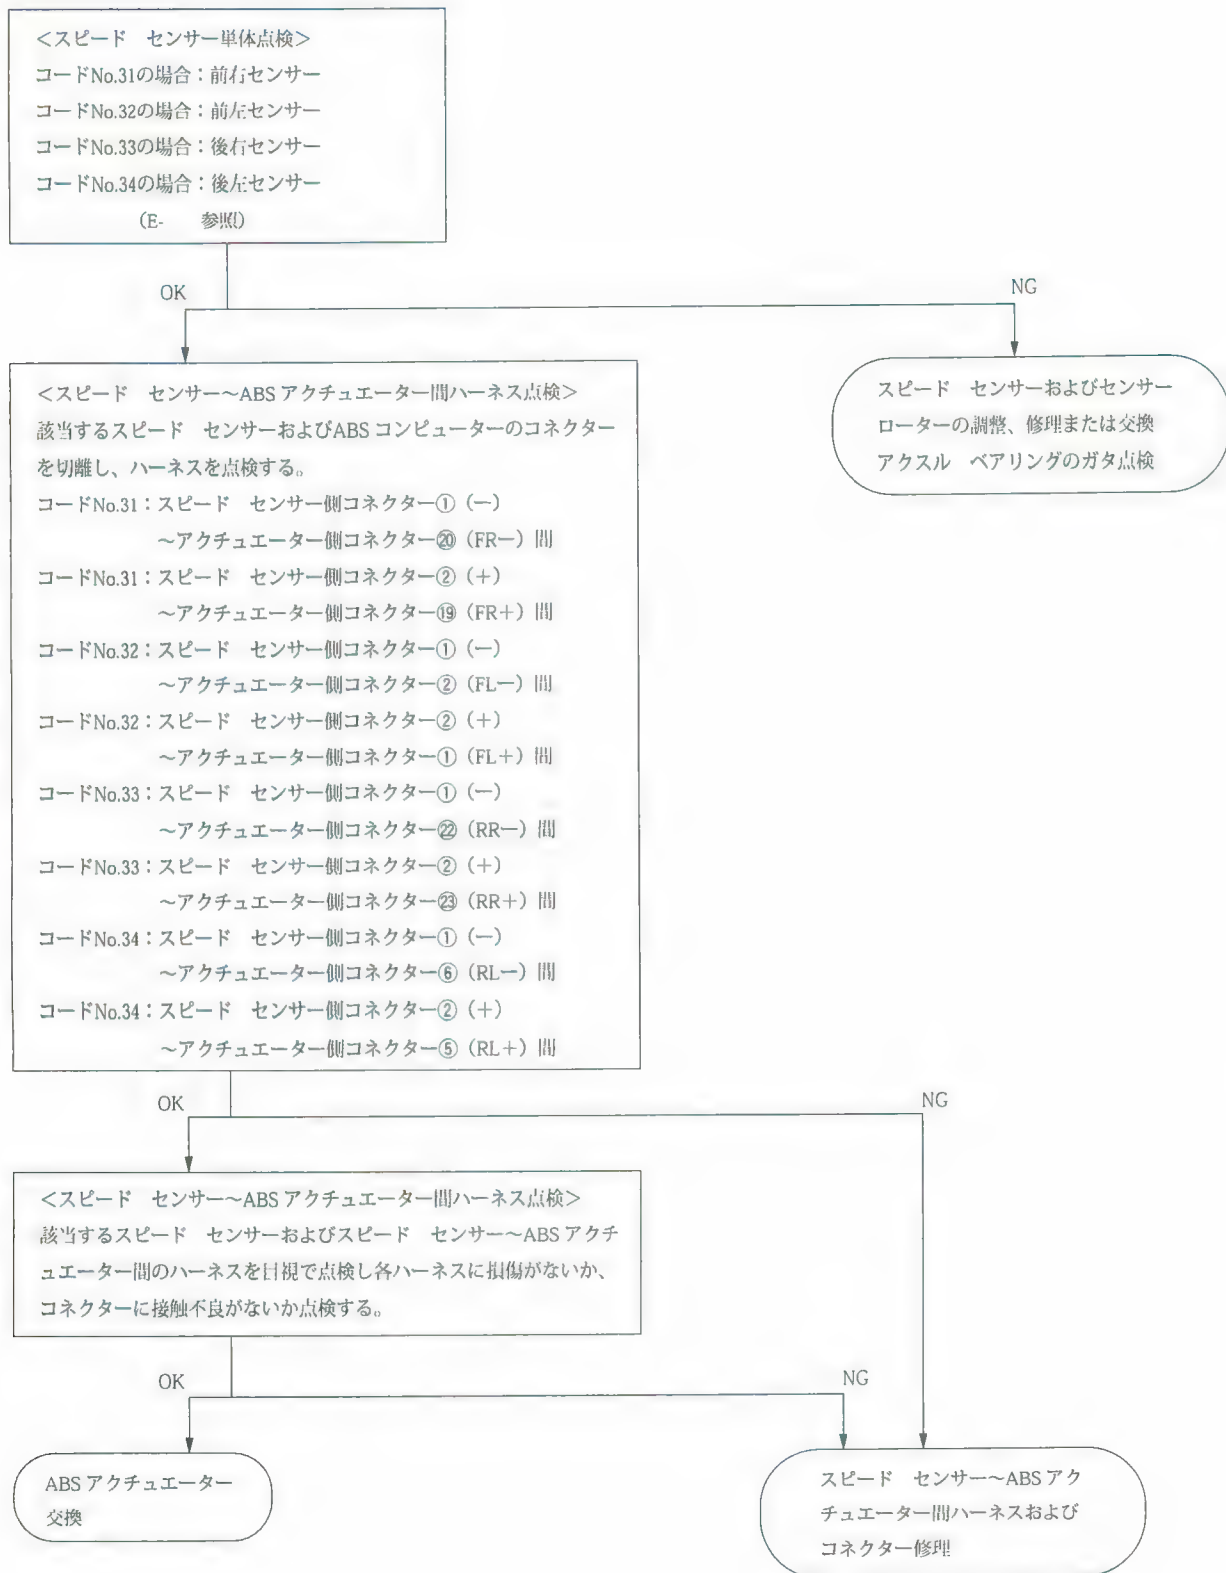 ＜スピード　センサー単体点検＞
コードNo.31の場合：前右センサー
コードNo.32の場合：前左センサー
コードNo.33の場合：後右センサー
コードNo.34の場合：後左センサー
（E-　　参照）
OK
NG
＜スピード　センサー～ABS アクチュエーター間ハーネス点検＞
該当するスピード　センサーおよびABS コンピューターのコネクター
を切離し、ハーネスを点検する。
コードNo.31：スピード　センサー側コネクター①（－）
～アクチュエーター側コネクター⑳（FR－）間
コードNo.31：スピード　センサー側コネクター②（＋）
～アクチュエーター側コネクター⑲（FR＋）間
コードNo.32：スピード　センサー側コネクター①（－）
～アクチュエーター側コネクター②（FL－）間
コードNo.32：スピード　センサー側コネクター②（＋）
～アクチュエーター側コネクター①（FL＋）間
コードNo.33：スピード　センサー側コネクター①（－）
～アクチュエーター側コネクター㉒（RR－）間
コードNo.33：スピード　センサー側コネクター②（＋）
～アクチュエーター側コネクター㉓（RR＋）間
コードNo.34：スピード　センサー側コネクター①（－）
～アクチュエーター側コネクター⑥（RL－）間
コードNo.34：スピード　センサー側コネクター②（＋）
～アクチュエーター側コネクター⑤（RL＋）間
スピード　センサーおよびセンサー
ローターの調整、修理または交換
アクスル　ベアリングのガタ点検
OK
NG
＜スピード　センサー～ABS アクチュエーター間ハーネス点検＞
該当するスピード　センサーおよびスピード　センサー～ABS アクチ
ュエーター間のハーネスを目視で点検し各ハーネスに損傷がないか、
コネクターに接触不良がないか点検する。
OK
NG
ABS アクチュエーター
交換
スピード　センサー～ABS アク
チュエーター間ハーネスおよび
コネクター修理